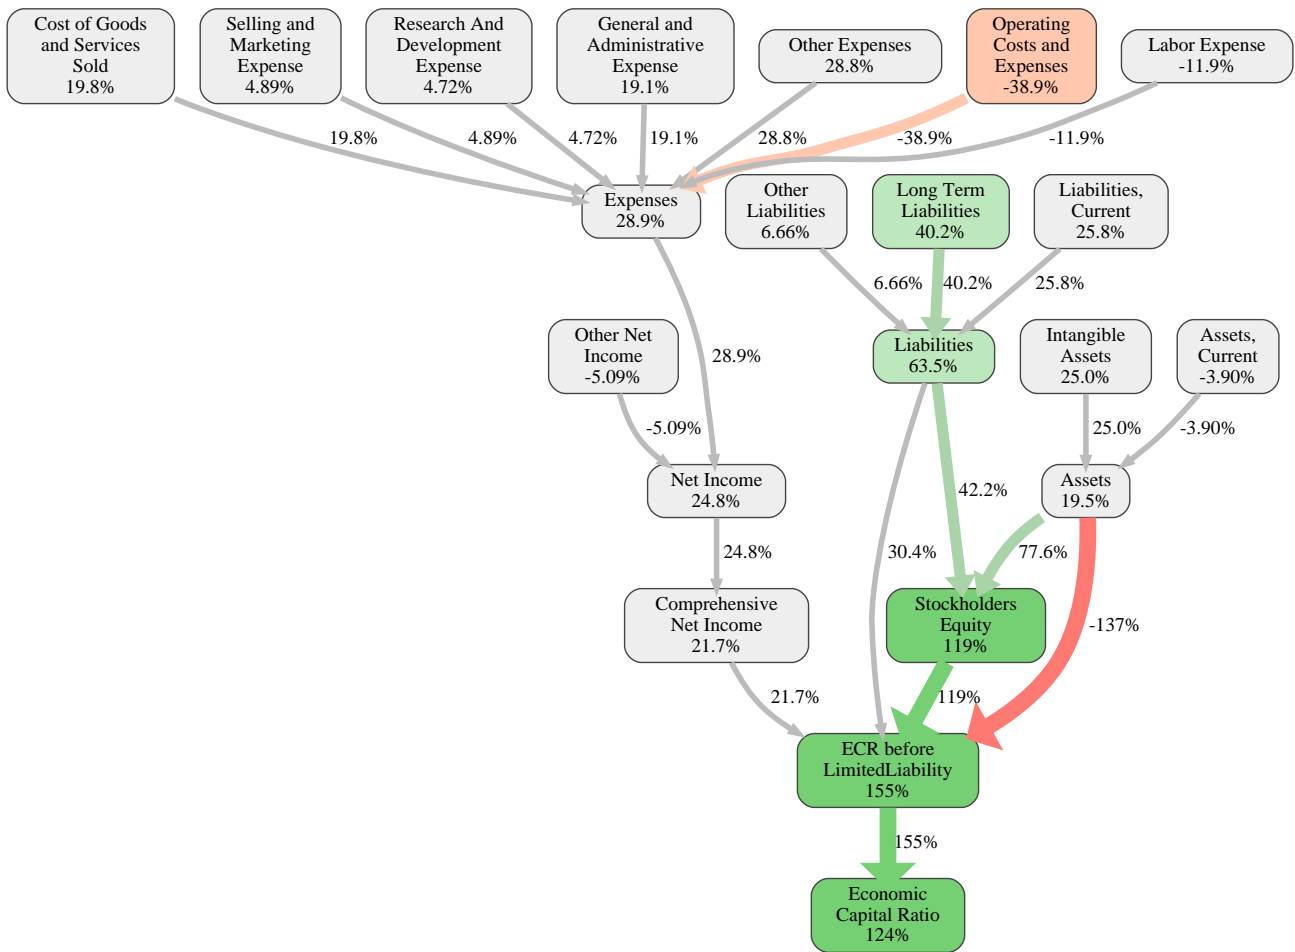 Cost of Goods
and Services
Sold
19.8%
Selling and
Marketing
Expense
4.89%
Research And
Development
Expense
4.72%
General and
Administrative
Expense
19.1%
Other Expenses
28.8%
Operating
Costs and
Expenses
-38.9%
Labor Expense
-11.9%
19.8%
4.89%
4.72%
19.1%
28.8%
-38.9%
-11.9%
Expenses
28.9%
Other
Liabilities
6.66%
Long Term
Liabilities
40.2%
Liabilities,
Current
25.8%
6.66%
40.2%
25.8%
Other Net
Income
-5.09%
28.9%
Liabilities
63.5%
Intangible
Assets
25.0%
Assets,
Current
-3.90%
-5.09%
25.0%
-3.90%
Net Income
24.8%
42.2%
Assets
19.5%
24.8%
30.4%
77.6%
Comprehensive
Net Income
21.7%
Stockholders
Equity
119%
-137%
21.7%
119%
ECR before
LimitedLiability
155%
155%
Economic
Capital Ratio
124%